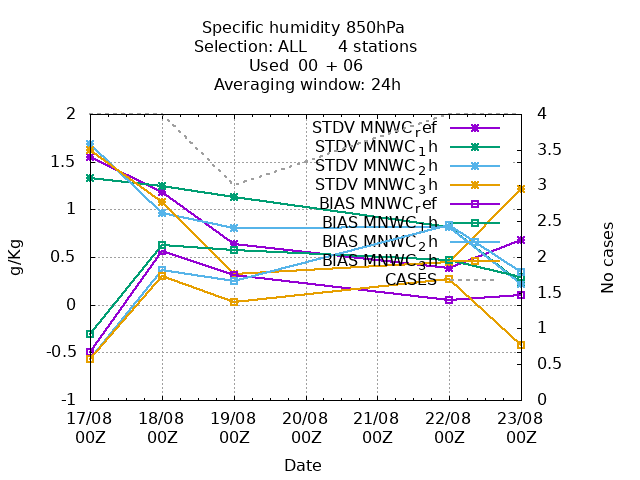 Specific humidity 850hPa
Selection: ALL 4 stations
Used 00 + 06
Averaging window: 24h
2
1.5
1
0.5
0
-0.5
-1
g/Kg
4
3.5
3
2.5
2
1.5
1
0.5
0
No cases
STDV MNWC_ref
STDV MNWC_1h
STDV MNWC_2h
STDV MNWC_3h
BIAS MNWC_ref
BIAS MNWC_1h
BIAS MNWC_2h
BIAS MNWC_3h
CASES
17/08 18/08 19/08 20/08 21/08 22/08 23/08
00Z 00Z 00Z 00Z 00Z 00Z 00Z
Date